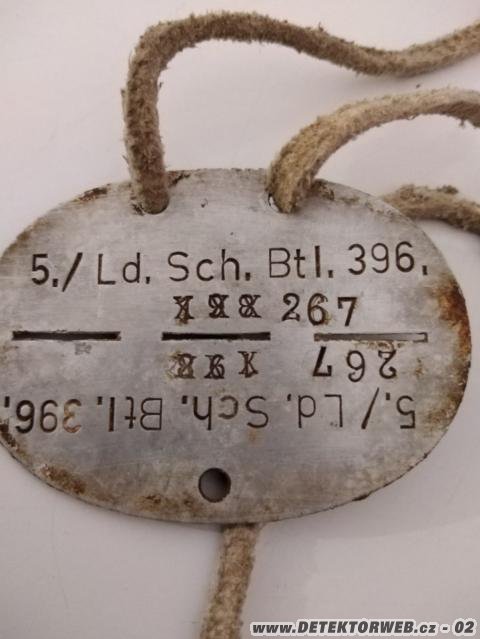 5./Ld. Sch. Btl. 396.
267
267
5./Ld. Sch. Btl. 396.
www.DETEKTORWEB.cz - 02